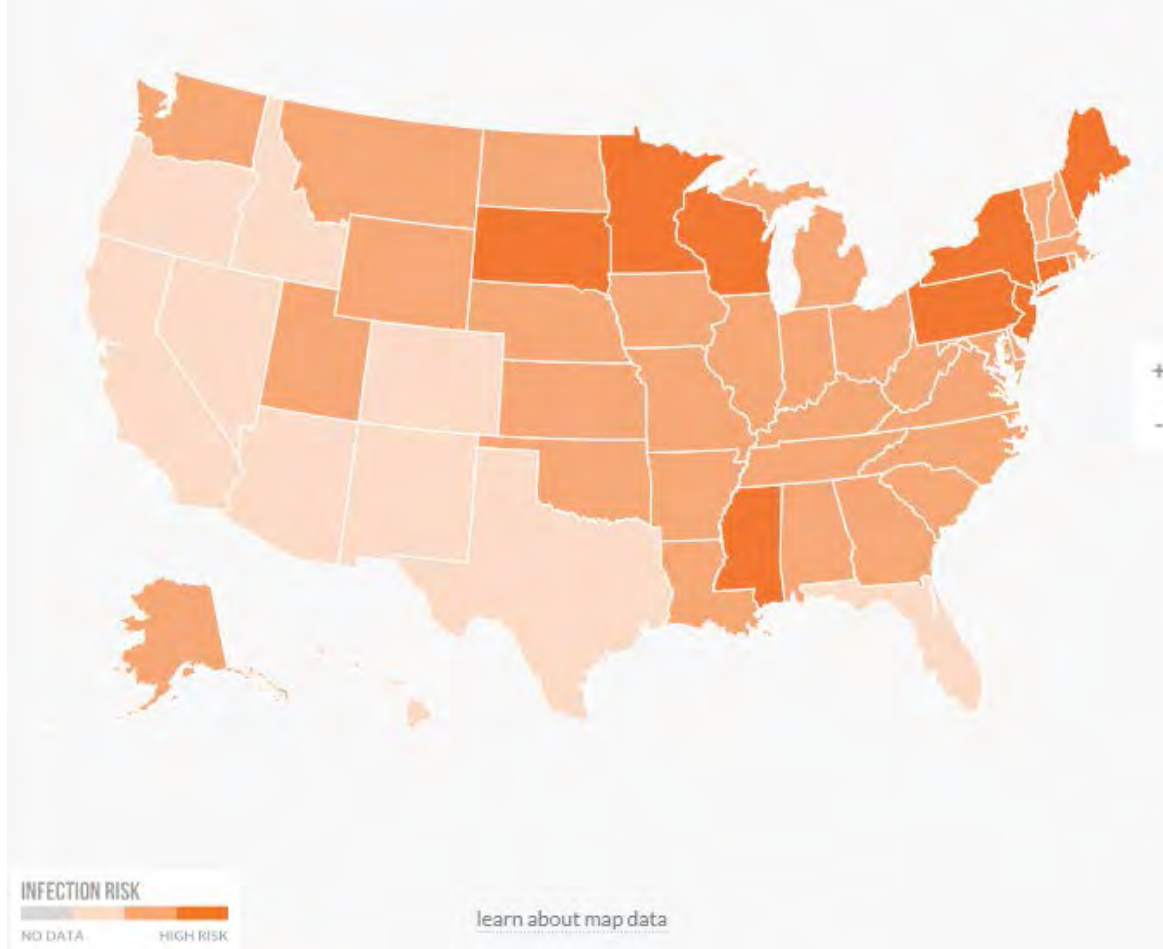 +
-
INFECTION RISK
NO DATA
HIGH RISK
learn about map data